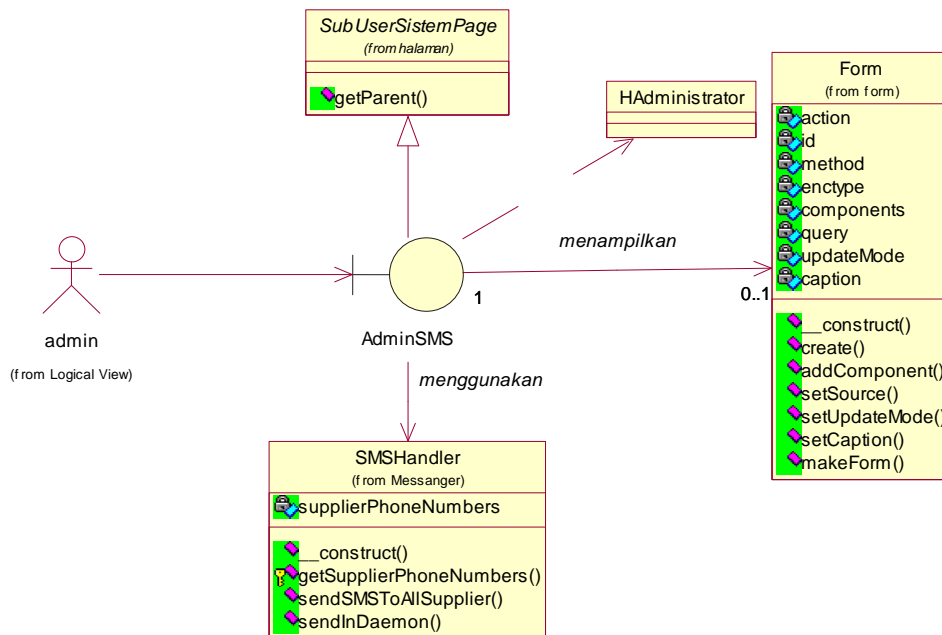 SubUserSistemPage
(from halaman)
getParent()
HAdministrator
Form
(from form)
action
id
method
enctype
components
query
updateMode
caption
__construct()
create()
addComponent()
setSource()
setUpdateMode()
setCaption()
makeForm()
menampilkan
1
0..1
admin
(from Logical View)
AdminSMS
menggunakan
SMSHandler
(from Messanger)
supplierPhoneNumbers
__construct()
getSupplierPhoneNumbers()
sendSMSToAllSupplier()
sendInDaemon()